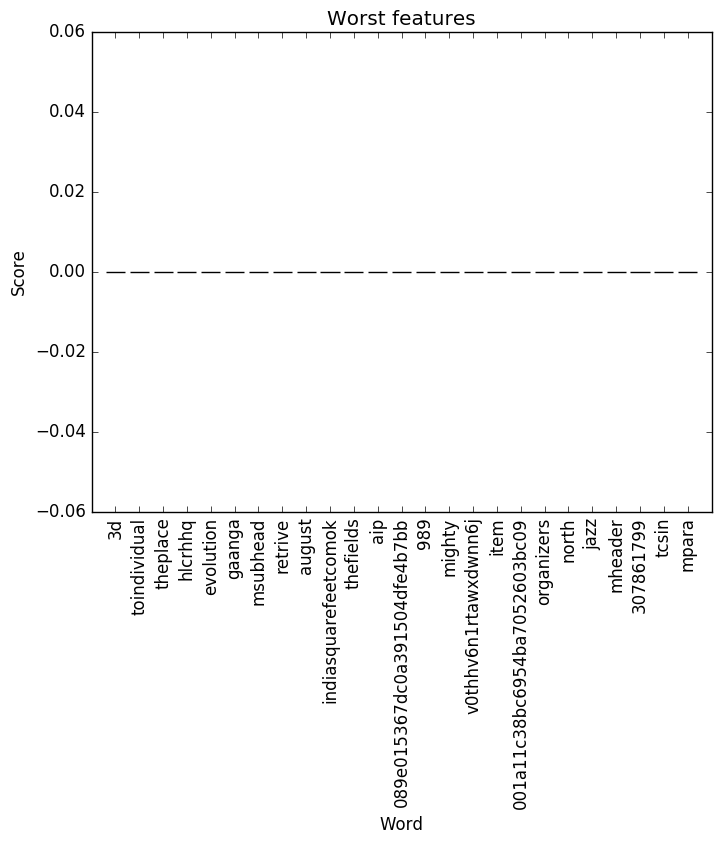 Worst features
0.06
0.04
0.02
0.00
−0.02
−0.04
−0.06
Score
3d
toindividual
theplace
hlcrhhq
evolution
gaanga
msubhead
retrive
august
indiasquarefeetcomok
thefields
aip
089e015367dc0a391504dfe4b7bb
989
mighty
v0thhv6n1rtawxdwnn6j
item
001a11c38bc6954ba7052603bc09
organizers
north
jazz
mheader
307861799
tcsin
mpara
Word